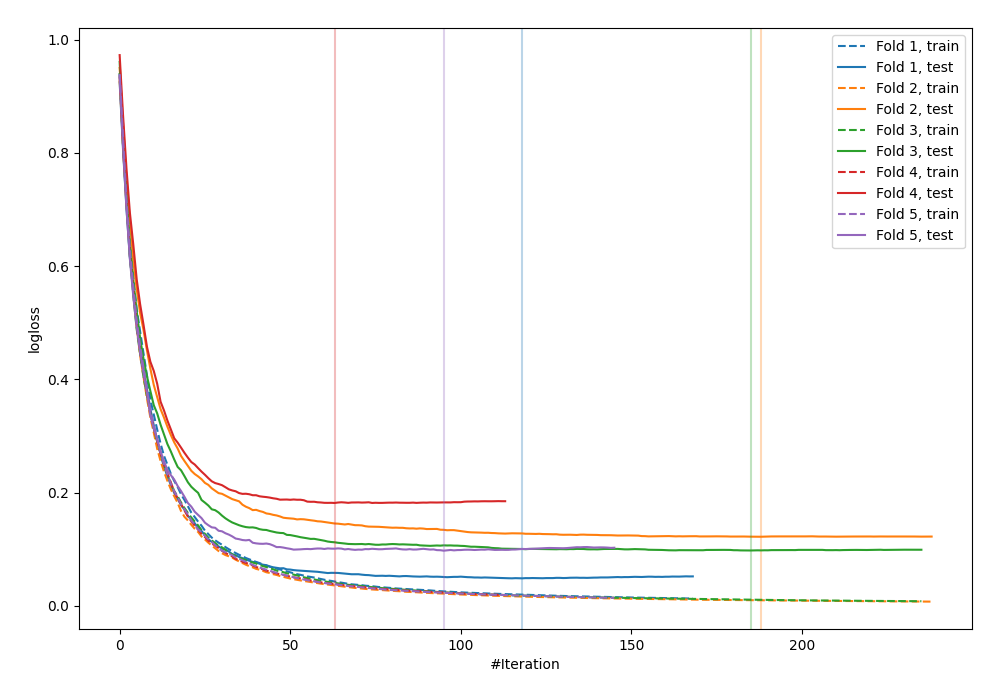 1.0
0.8
0.6
0.4
0.2
0.0
logloss
0
50
100
150
200
#Iteration
Fold 1, train
Fold 1, test
Fold 2, train
Fold 2, test
Fold 3, train
Fold 3, test
Fold 4, train
Fold 4, test
Fold 5, train
Fold 5, test